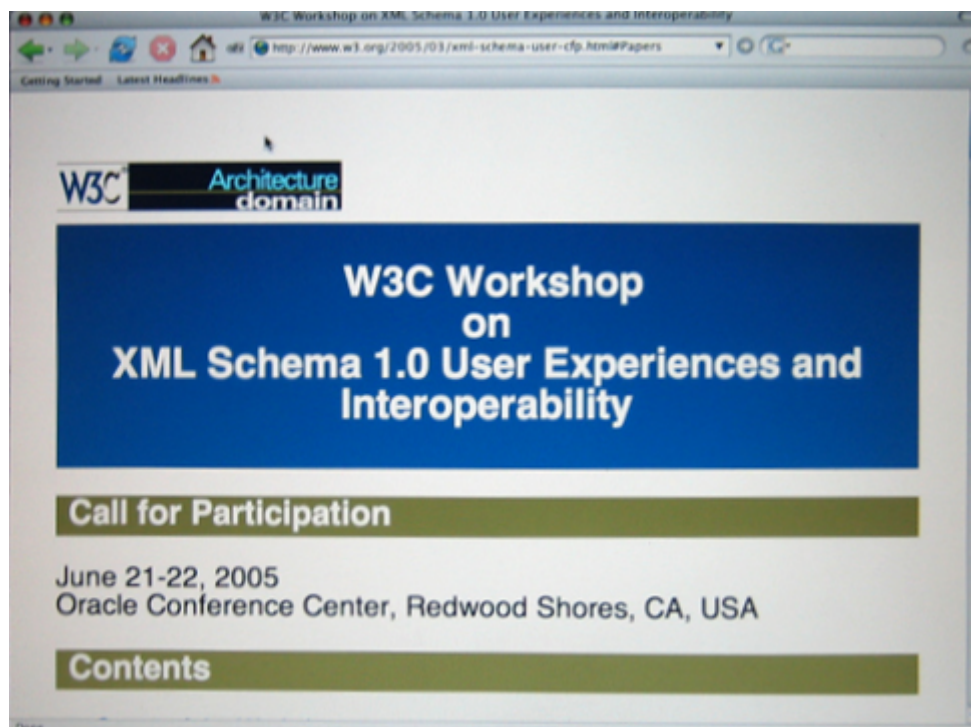 W3C Workshop on XML Schema 1.0 User Experiences and Interoperability
http://www.w3.org/2005/03/xml-schema-user-cfp.html#Papers
Getting Started Latest Headlines
W3C Architecture
domain
W3C Workshop
on
XML Schema 1.0 User Experiences and
Interoperability
Call for Participation
June 21-22, 2005
Oracle Conference Center, Redwood Shores, CA, USA
Contents